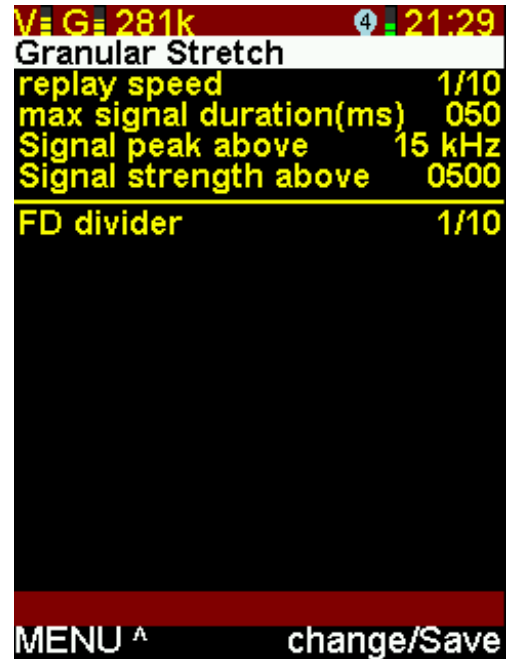 V G 281k 4 21:29
Granular Stretch
replay speed 1/10
max signal duration(ms) 050
Signal peak above 15 kHz
Signal strength above 0500
FD divider 1/10
MENU ^ change/Save